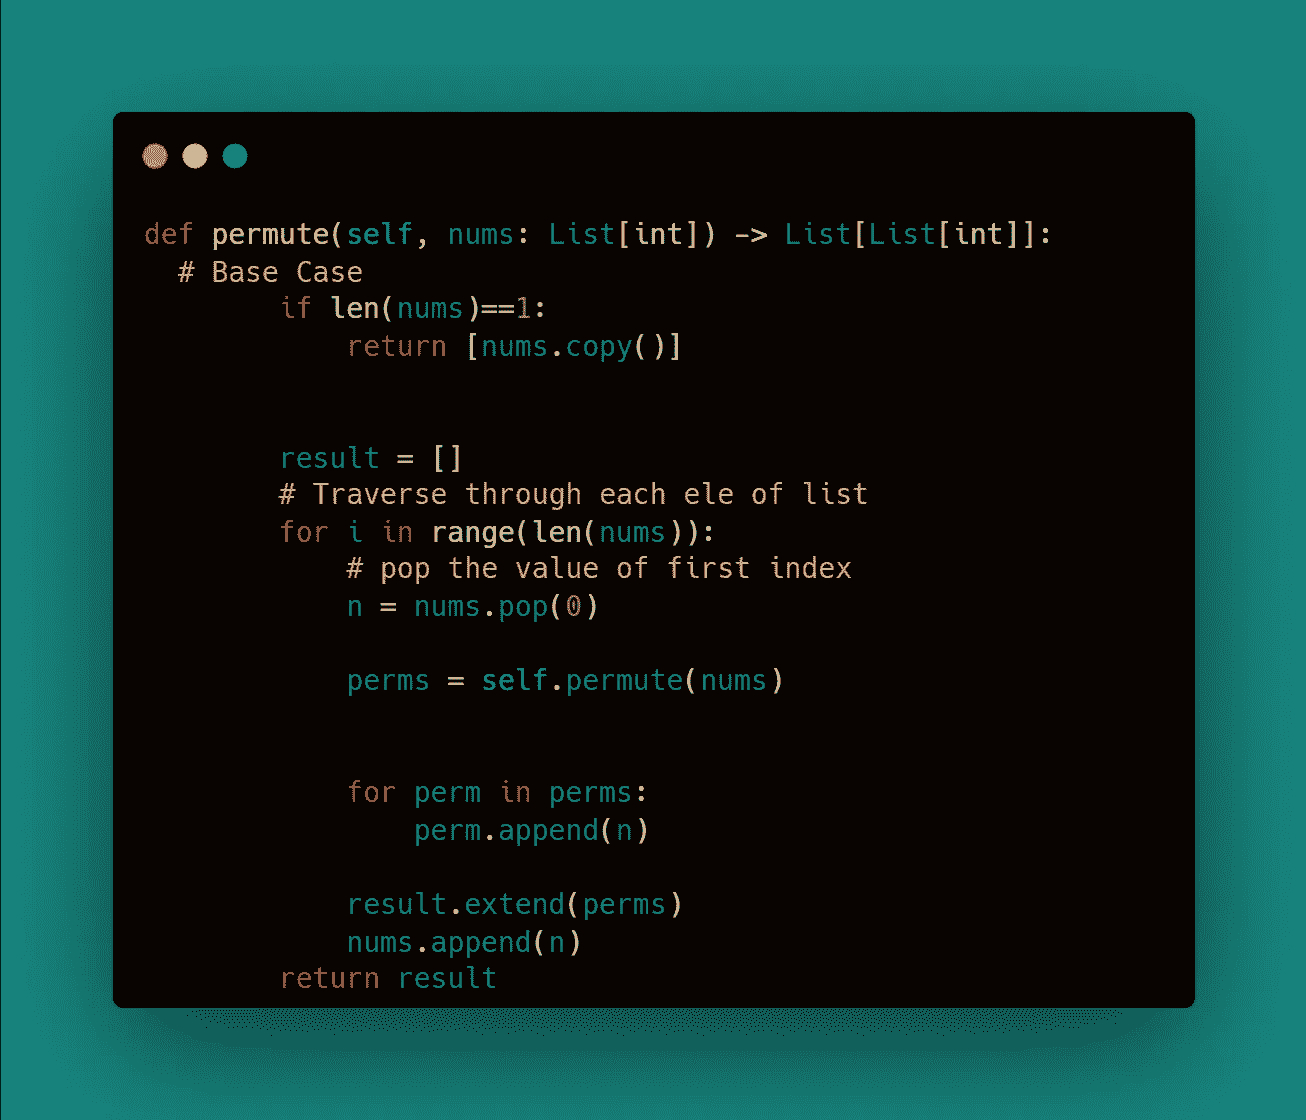 def permute(self, nums: List[int]) -> List[List[int]]:
  # Base Case
        if len(nums)==1:
            return [nums.copy()]
        result = []
        # Traverse through each ele of list
        for i in range(len(nums)):
            # pop the value of first index
            n = nums.pop(0)
            perms = self.permute(nums)
            for perm in perms:
                perm.append(n)
            result.extend(perms)
            nums.append(n)
        return result